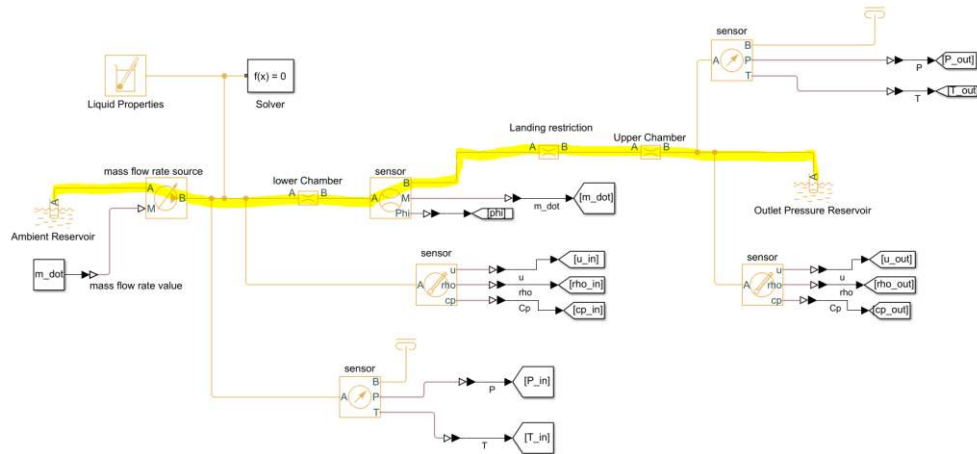 sensor
B
A
P
T
P
[P_out]
T
[T_out]
f(x) = 0
Liquid Properties
Solver
Landing restriction
A
B
Upper Chamber
A
B
mass flow rate source
A
B
M
lower Chamber
A
B
sensor
B
A
M
Phi
m_dot
[m_dot]
[phi]
A
Ambient Reservoir
A
Outlet Pressure Reservoir
m_dot
mass flow rate value
sensor
A
u
rho
cp
u
rho
Cp
[u_in]
[rho_in]
[cp_in]
sensor
A
u
rho
cp
u
rho
Cp
[u_out]
[rho_out]
[cp_out]
sensor
B
A
P
T
P
[P_in]
T
[T_in]